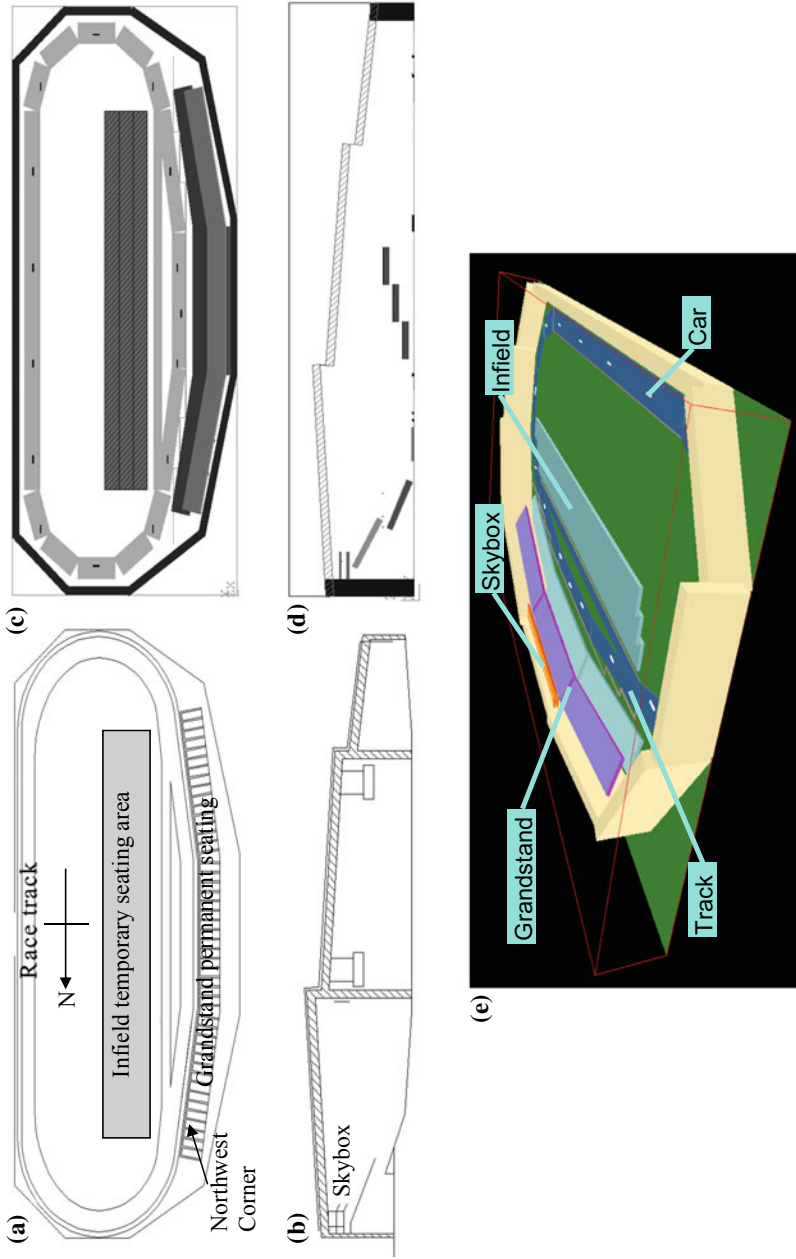 (a)
Race track
N
Infield temporary seating area
Grandstand permanent seating
Northwest
Corner
(b)
Skybox
(c)
(d)
(e)
Grandstand
Skybox
Infield
Track
Car